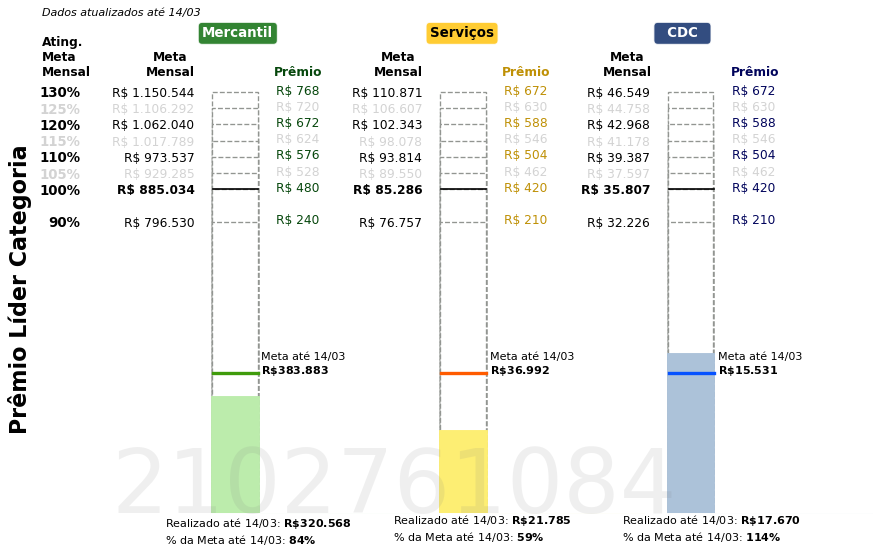 Dados atualizados até 14/03
Mercantil Serviços CDC
Ating. Meta Mensal
Meta Mensal Prêmio Meta Mensal Prêmio Meta Mensal Prêmio
130% R$ 1.150.544 R$ 768 R$ 110.871 R$ 672 R$ 46.549 R$ 672
125% R$ 1.106.292 R$ 720 R$ 106.607 R$ 630 R$ 44.758 R$ 630
120% R$ 1.062.040 R$ 672 R$ 102.343 R$ 588 R$ 42.968 R$ 588
115% R$ 1.017.789 R$ 624 R$ 98.078 R$ 546 R$ 41.178 R$ 546
110% R$ 973.537 R$ 576 R$ 93.814 R$ 504 R$ 39.387 R$ 504
105% R$ 929.285 R$ 528 R$ 89.550 R$ 462 R$ 37.597 R$ 462
100% R$ 885.034 R$ 480 R$ 85.286 R$ 420 R$ 35.807 R$ 420
90% R$ 796.530 R$ 240 R$ 76.757 R$ 210 R$ 32.226 R$ 210
Prêmio Líder Categoria
Meta até 14/03 Meta até 14/03 Meta até 14/03
R$383.883 R$36.992 R$15.531
2102761084
Realizado até 14/03: R$320.568 Realizado até 14/03: R$21.785 Realizado até 14/03: R$17.670
% da Meta até 14/03: 84% % da Meta até 14/03: 59% % da Meta até 14/03: 114%